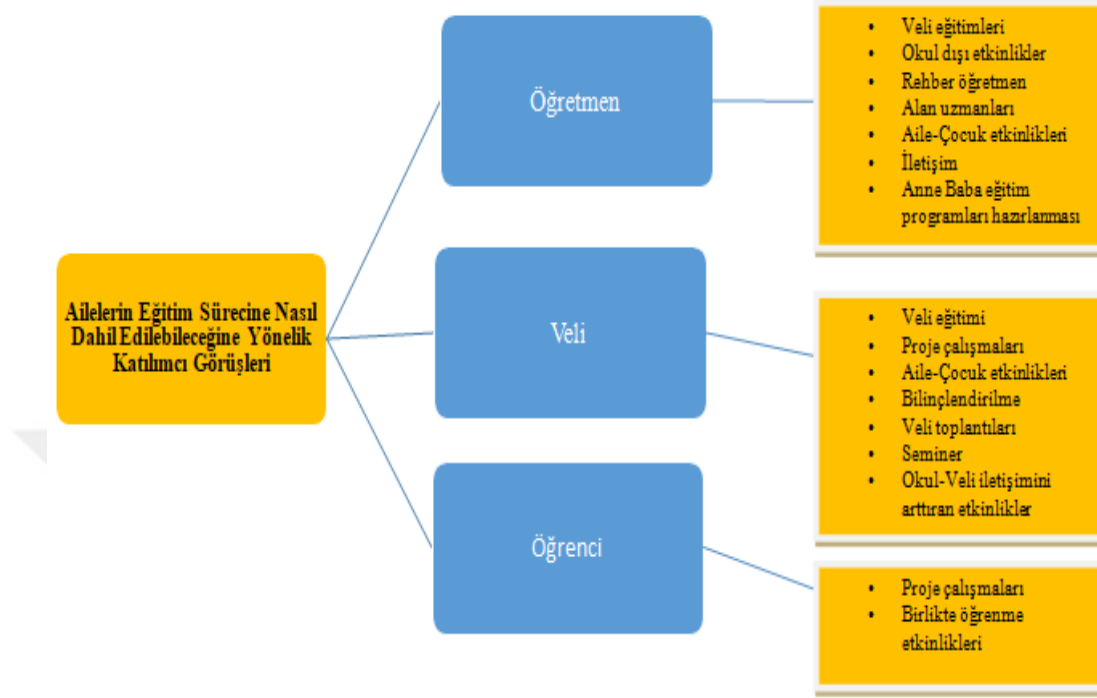 Ailelerin Eğitim Sürecine Nasıl
Dahil Edilebileceğine Yönelik
Katılımcı Görüşleri
Öğretmen
• Veli eğitimleri
• Okul dışı etkinlikler
• Rehber öğretmen
• Alan uzmanları
• Aile-Çocuk etkinlikleri
• İletişim
• Anne Baba eğitim
programları hazırlanması
Veli
• Veli eğitimi
• Proje çalışmaları
• Aile-Çocuk etkinlikleri
• Bilinçlendirilme
• Veli toplantıları
• Seminer
• Okul-Veli iletişimini
arttıran etkinlikler
Öğrenci
• Proje çalışmaları
• Birlikte öğrenme
etkinlikleri